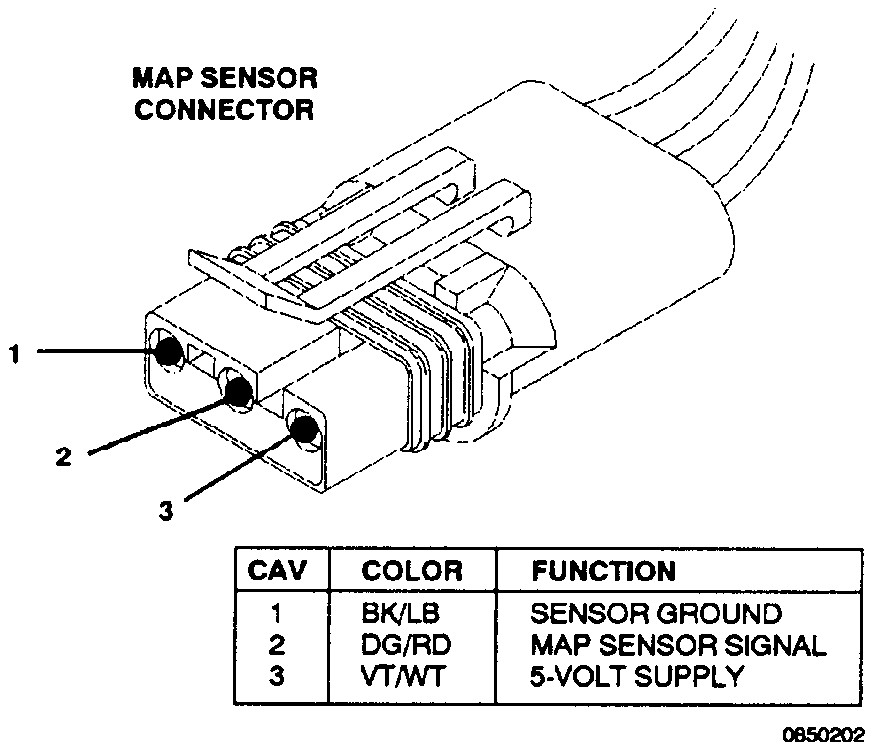 MAP SENSOR
CONNECTOR
1
2
3
CAV COLOR FUNCTION
1 BK/LB SENSOR GROUND
2 DG/RD MAP SENSOR SIGNAL
3 VT/WT 5-VOLT SUPPLY
0850202